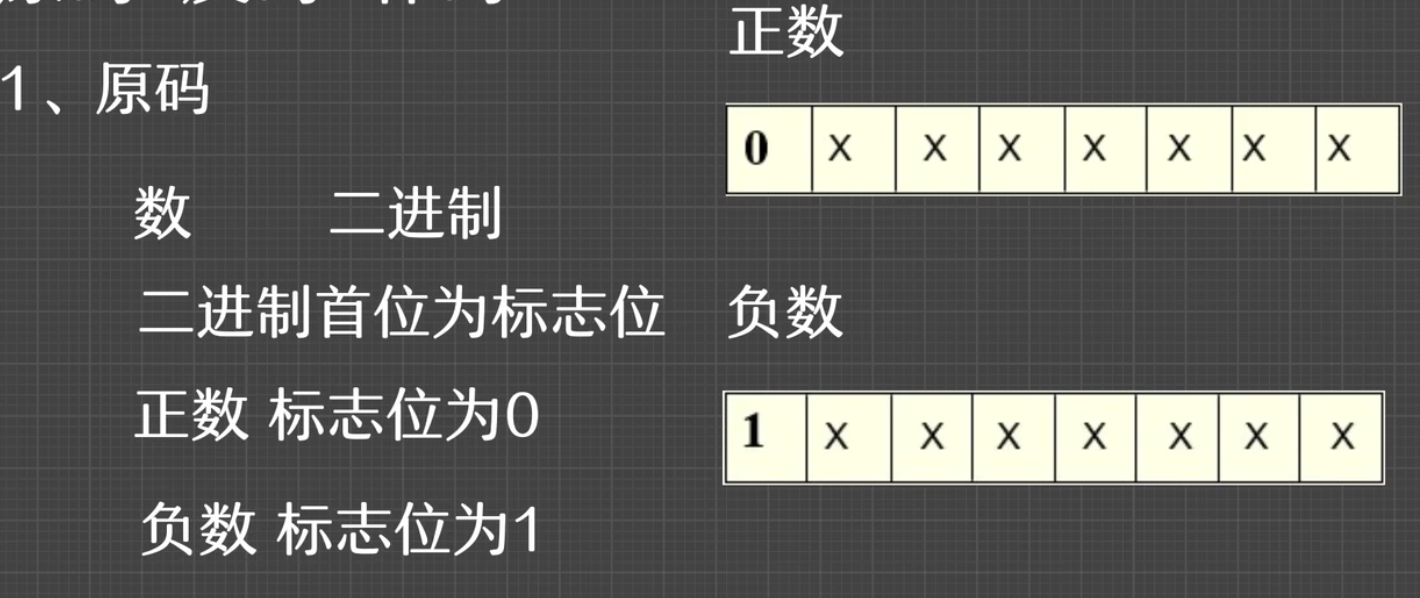 1、原码
数 二进制
二进制首位为标志位
正数 标志位为0
负数 标志位为1
正数
0 X X X X X X X
负数
1 X X X X X X X